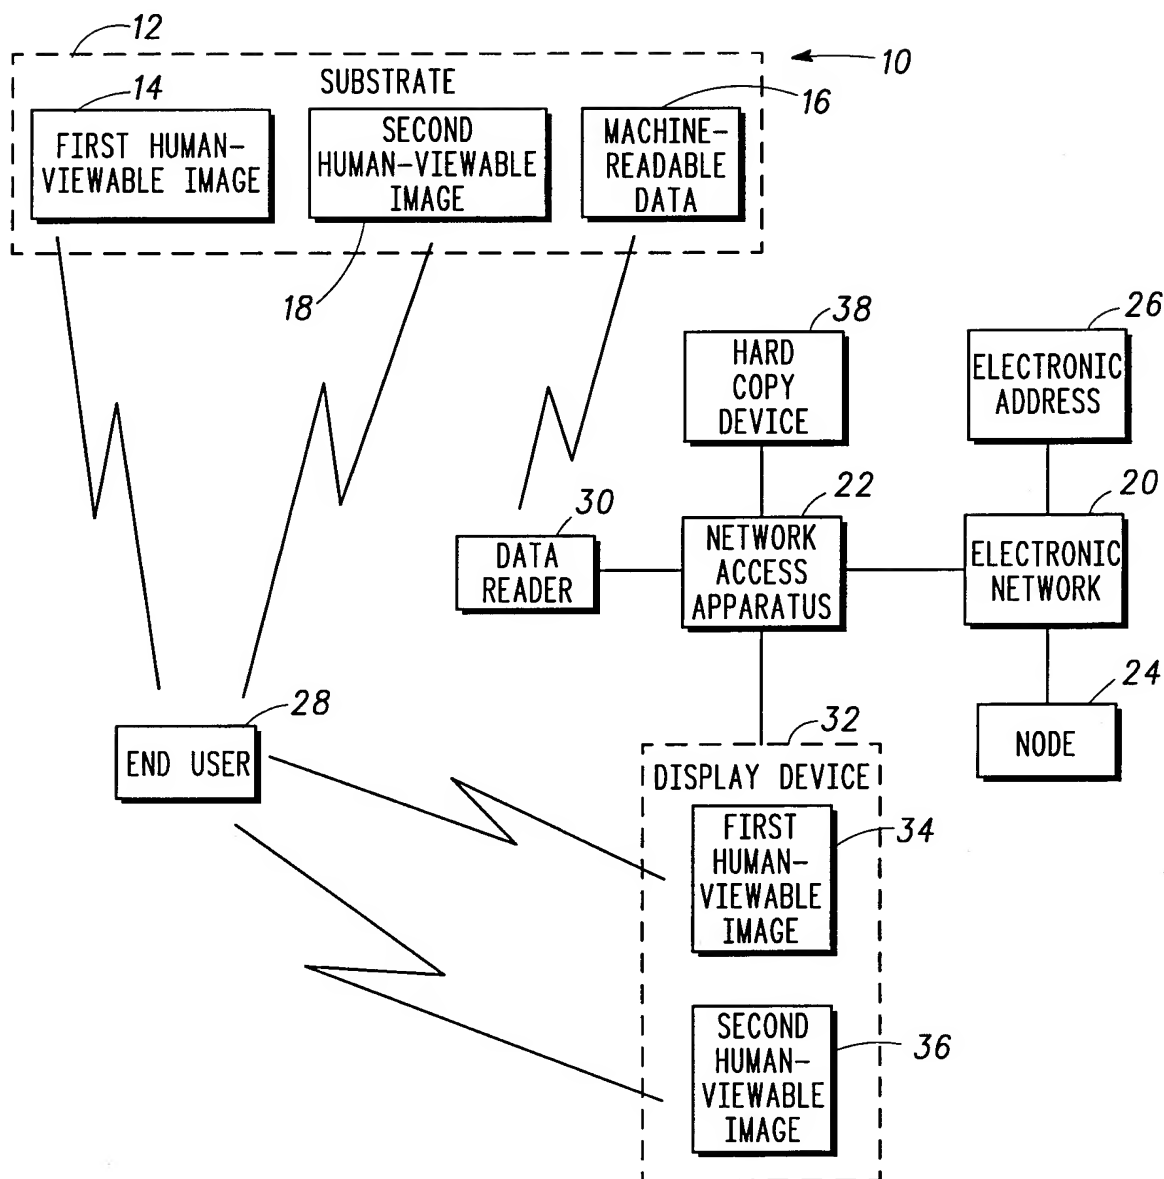 12
10
SUBSTRATE
14
16
FIRST HUMAN-
VIEWABLE IMAGE
SECOND
HUMAN-VIEWABLE
IMAGE
MACHINE-
READABLE
DATA
18
38
26
HARD
COPY
DEVICE
ELECTRONIC
ADDRESS
30
22
20
DATA
READER
NETWORK
ACCESS
APPARATUS
ELECTRONIC
NETWORK
28
32
24
END USER
NODE
DISPLAY DEVICE
FIRST
HUMAN-
VIEWABLE
IMAGE
34
SECOND
HUMAN-
VIEWABLE
IMAGE
36